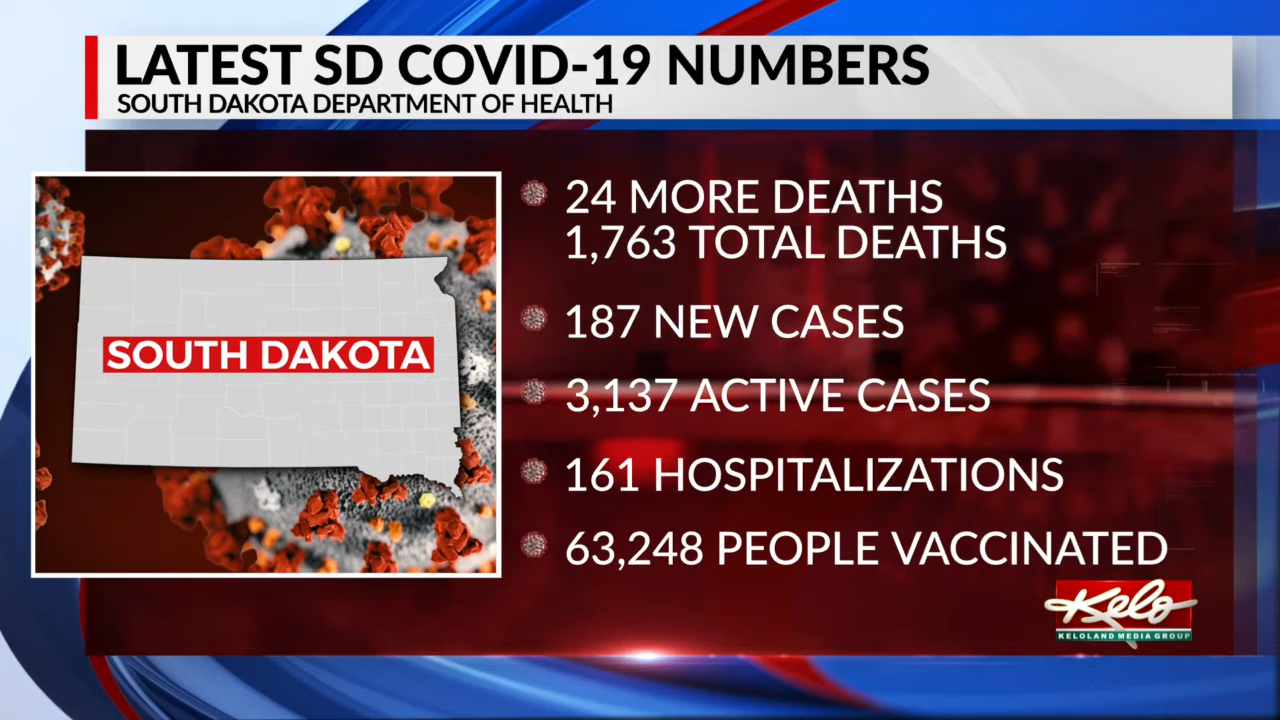 LATEST SD COVID-19 NUMBERS
SOUTH DAKOTA DEPARTMENT OF HEALTH
SOUTH DAKOTA
24 MORE DEATHS
1,763 TOTAL DEATHS
187 NEW CASES
3,137 ACTIVE CASES
161 HOSPITALIZATIONS
63,248 PEOPLE VACCINATED
Kelo
KELOLAND MEDIA GROUP